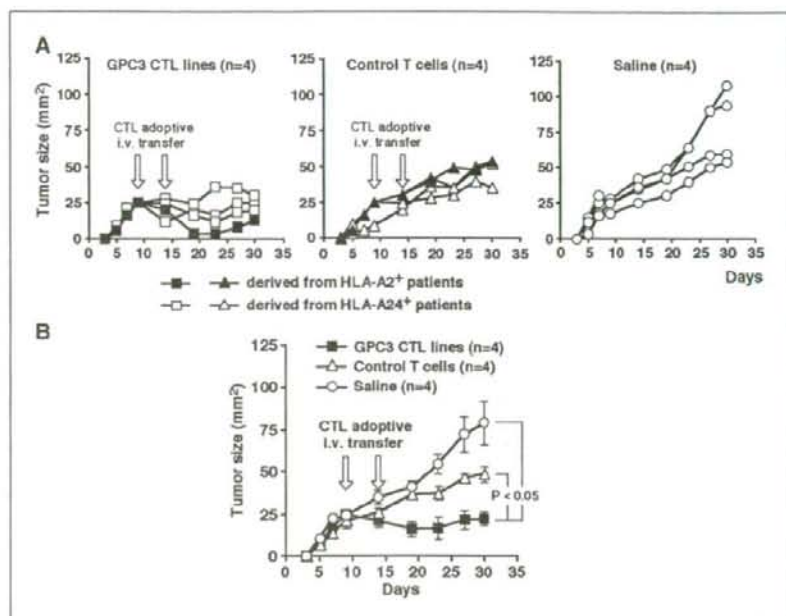 A
GPC3 CTL lines (n=4)
Control T cells (n=4)
Saline (n=4)
Tumor size (mm²)
125
100
75
50
25
0
CTL adoptive
i.v. transfer
0 5 10 15 20 25 30 35
125
100
75
50
25
0
CTL adoptive
i.v. transfer
0 5 10 15 20 25 30 35
125
100
75
50
25
0
0 5 10 15 20 25 30 35
Days
derived from HLA-A2⁺ patients
derived from HLA-A24⁺ patients
B
GPC3 CTL lines (n=4)
Control T cells (n=4)
Saline (n=4)
Tumor size (mm²)
125
100
75
50
25
0
CTL adoptive
i.v. transfer
P < 0.05
0 5 10 15 20 25 30 35
Days